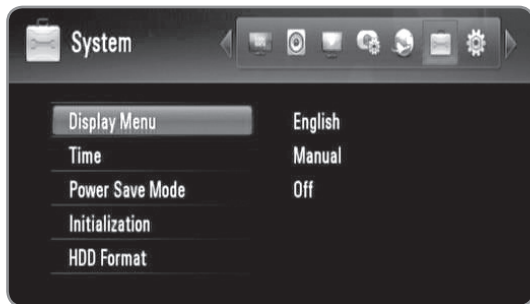 System
Display Menu English
Time Manual
Power Save Mode Off
Initialization
HDD Format